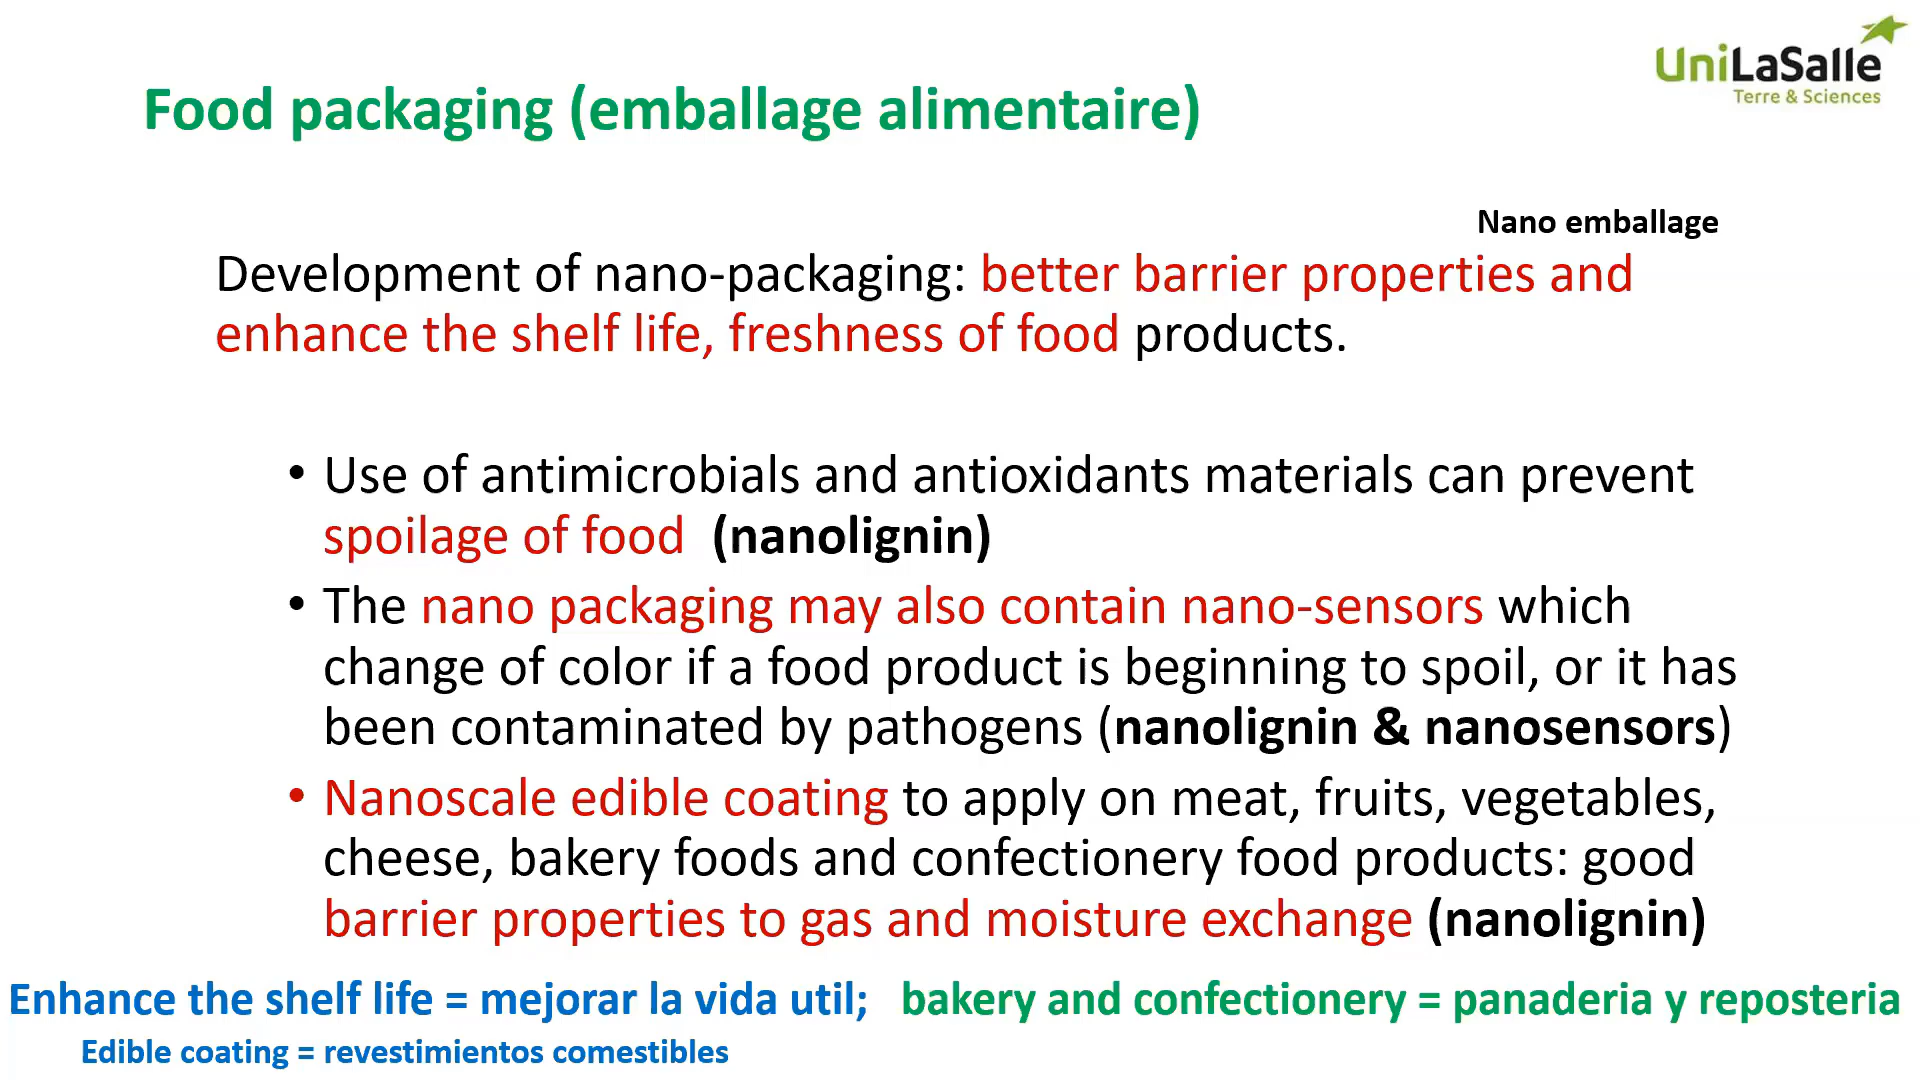 UniLaSalle
Terre & Sciences
Food packaging (emballage alimentaire)
Nano emballage
Development of nano-packaging: better barrier properties and
enhance the shelf life, freshness of food products.
• Use of antimicrobials and antioxidants materials can prevent
spoilage of food (nanolignin)
• The nano packaging may also contain nano-sensors which
change of color if a food product is beginning to spoil, or it has
been contaminated by pathogens (nanolignin & nanosensors)
• Nanoscale edible coating to apply on meat, fruits, vegetables,
cheese, bakery foods and confectionery food products: good
barrier properties to gas and moisture exchange (nanolignin)
Enhance the shelf life = mejorar la vida util; bakery and confectionery = panaderia y reposteria
Edible coating = revestimientos comestibles